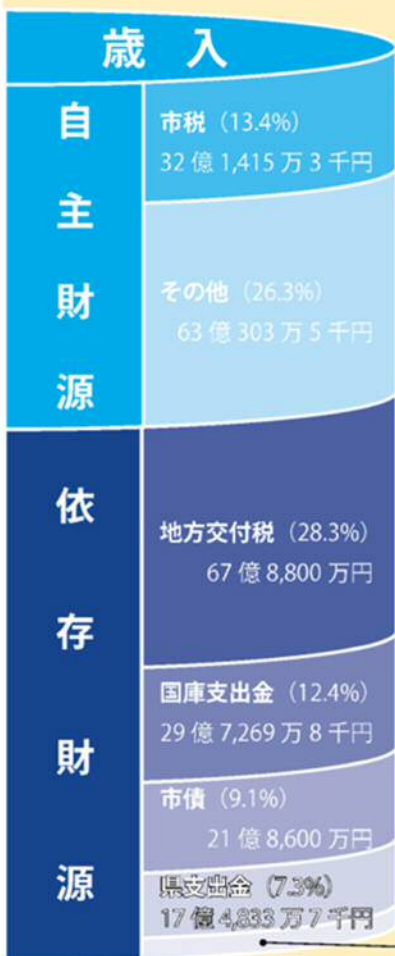 歳 入
自主財源
市税（13.4%）
32 億 1,415 万 3 千円
その他（26.3%）
63 億 303 万 5 千円
依存財源
地方交付税（28.3%）
67 億 8,800 万円
国庫支出金（12.4%）
29 億 7,269 万 8 千円
市債（9.1%）
21 億 8,600 万円
県支出金（7.3%）
17 億 4,833 万 7 千円